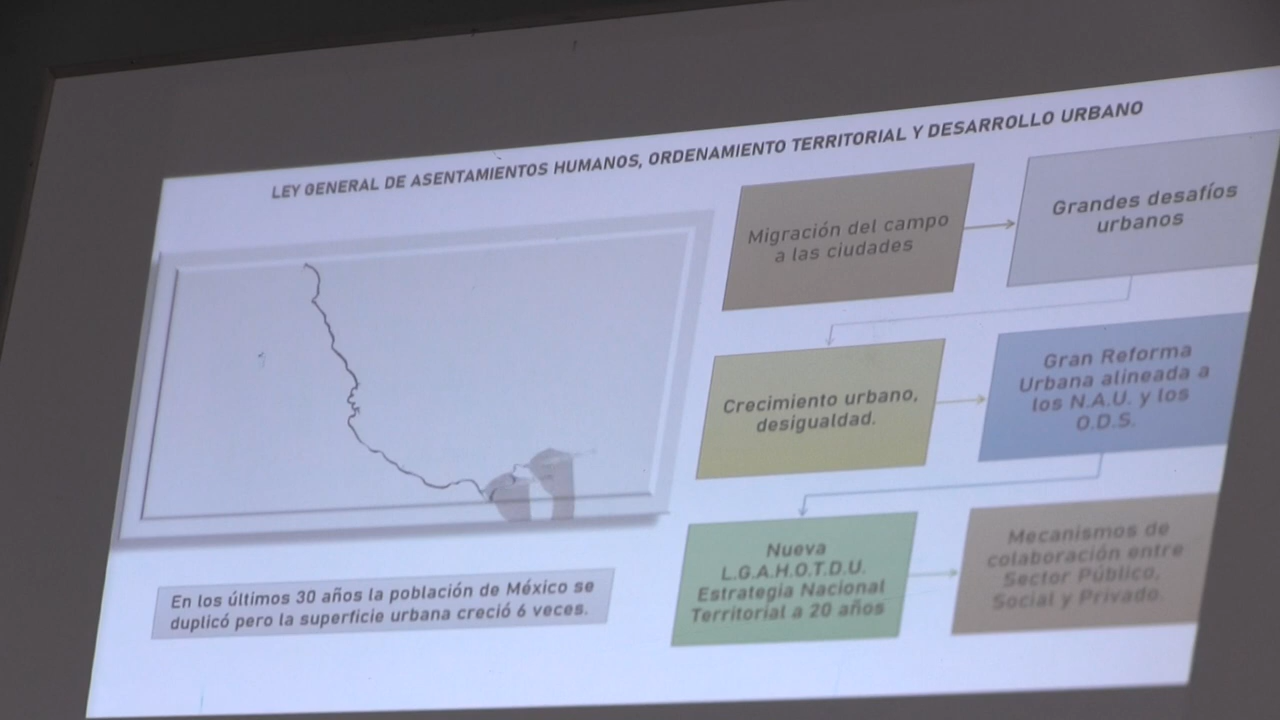 LEY GENERAL DE ASENTAMIENTOS HUMANOS, ORDENAMIENTO TERRITORIAL Y DESARROLLO URBANO
Migración del campo
a las ciudades
Grandes desafíos
urbanos
Crecimiento urbano,
desigualdad.
Gran Reforma
Urbana alineada a
los N.A.U. y los
O.D.S.
Nueva
L.G.A.H.O.T.D.U.
Estrategia Nacional
Territorial a 20 años
Mecanismos de
colaboración entre
Sector Público,
Social y Privado.
En los últimos 30 años la población de México se
duplicó pero la superficie urbana creció 6 veces.